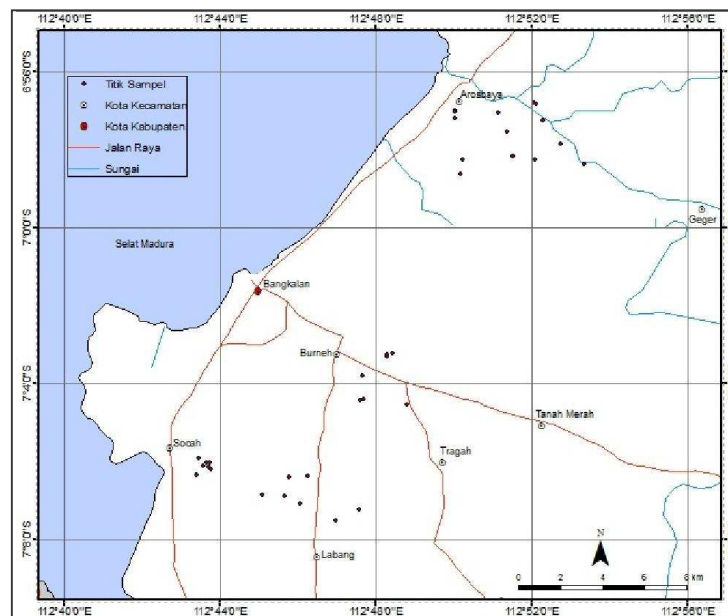 112°40'0"E 112°44'0"E 112°48'0"E 112°52'0"E 112°56'0"E
6°56'0"S
Titik Sampel
Kota Kecamatan
Kota Kabupaten
Jalan Raya
Sungai
Arosbaya
Geger
7°0'0"S
Selat Madura
Bangkalan
Burneh
7°4'0"S
Tanah Merah
Socah
Tragah
N
7°8'0"S
Labang
0 2 4 6 8 km
112°40'0"E 112°44'0"E 112°48'0"E 112°52'0"E 112°56'0"E